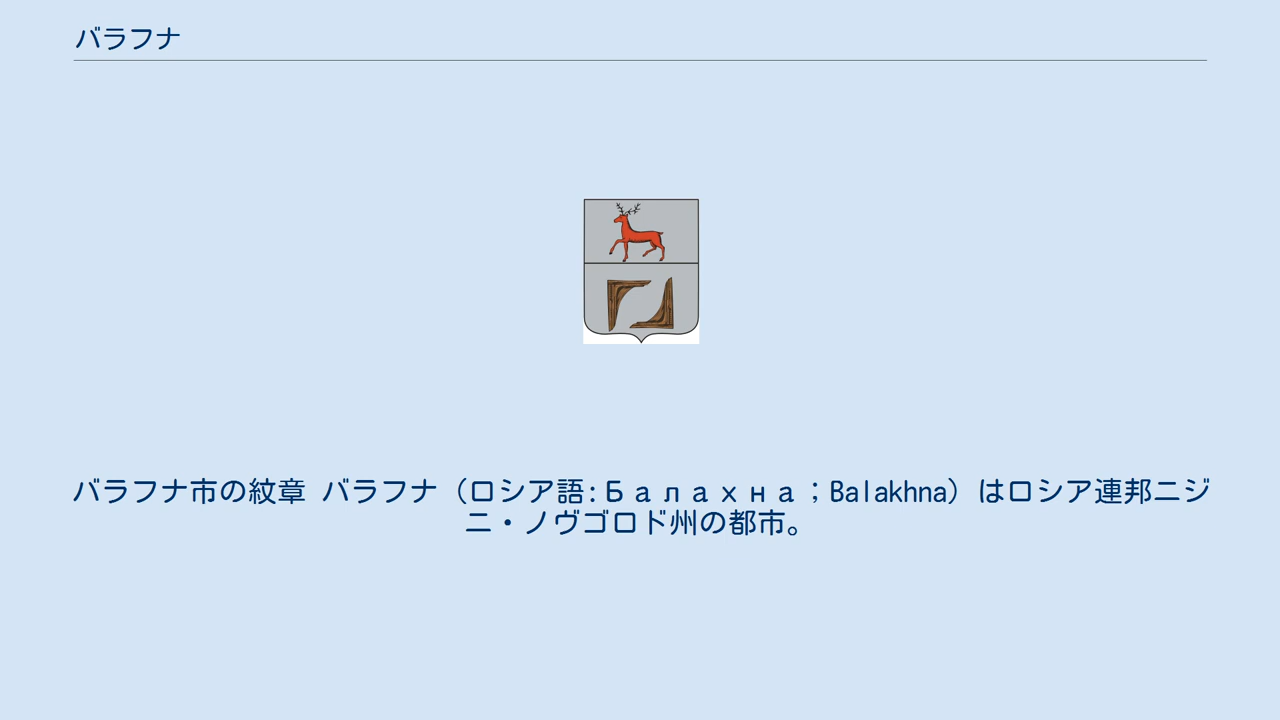 バラフナ
バラフナ市の紋章 バラフナ（ロシア語:Балахна；Balakhna）はロシア連邦ニジ
ニ・ノヴゴロド州の都市。